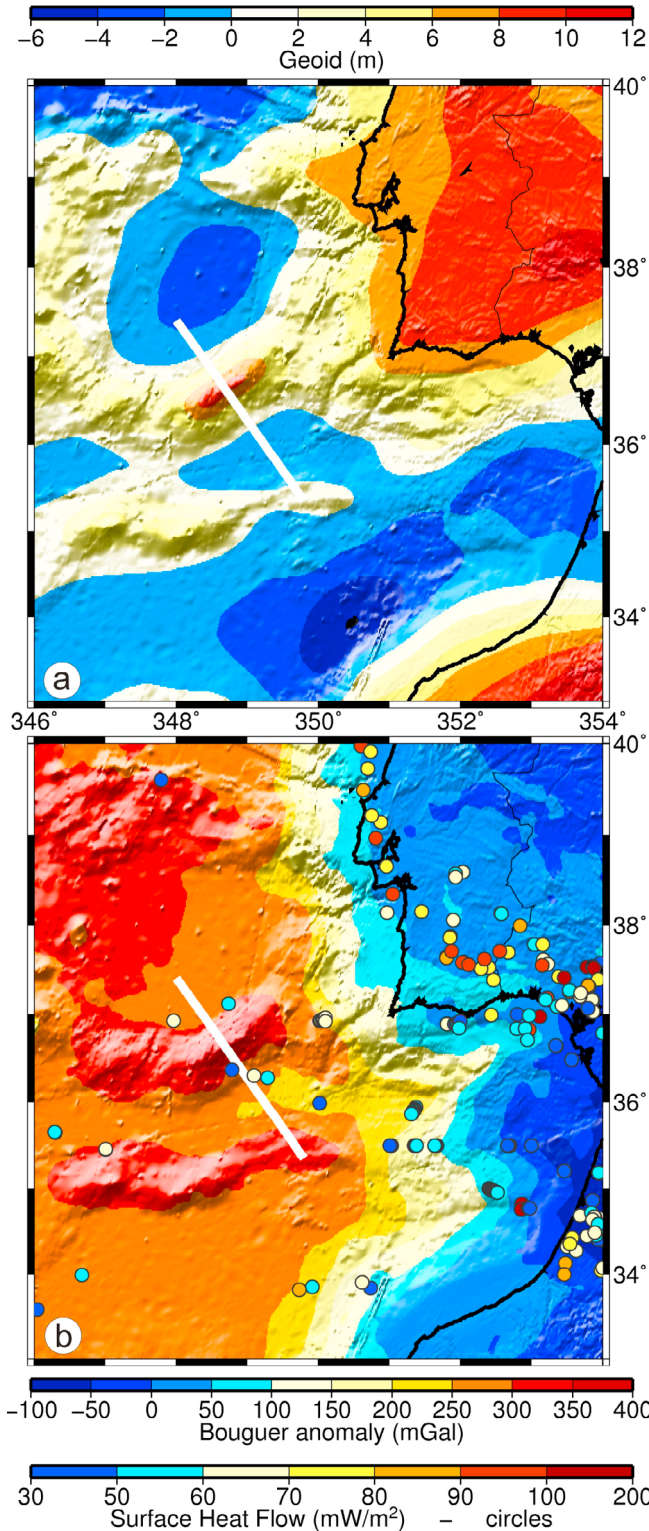 −6 −4 −2 0 2 4 6 8 10 12
Geoid (m)
40°
38°
36°
34°
a
346° 348° 350° 352° 354°
40°
38°
36°
34°
b
−100 −50 0 50 100 150 200 250 300 350 400
Bouguer anomaly (mGal)
30 50 60 70 80 90 100 200
Surface Heat Flow (mW/m²) − circles